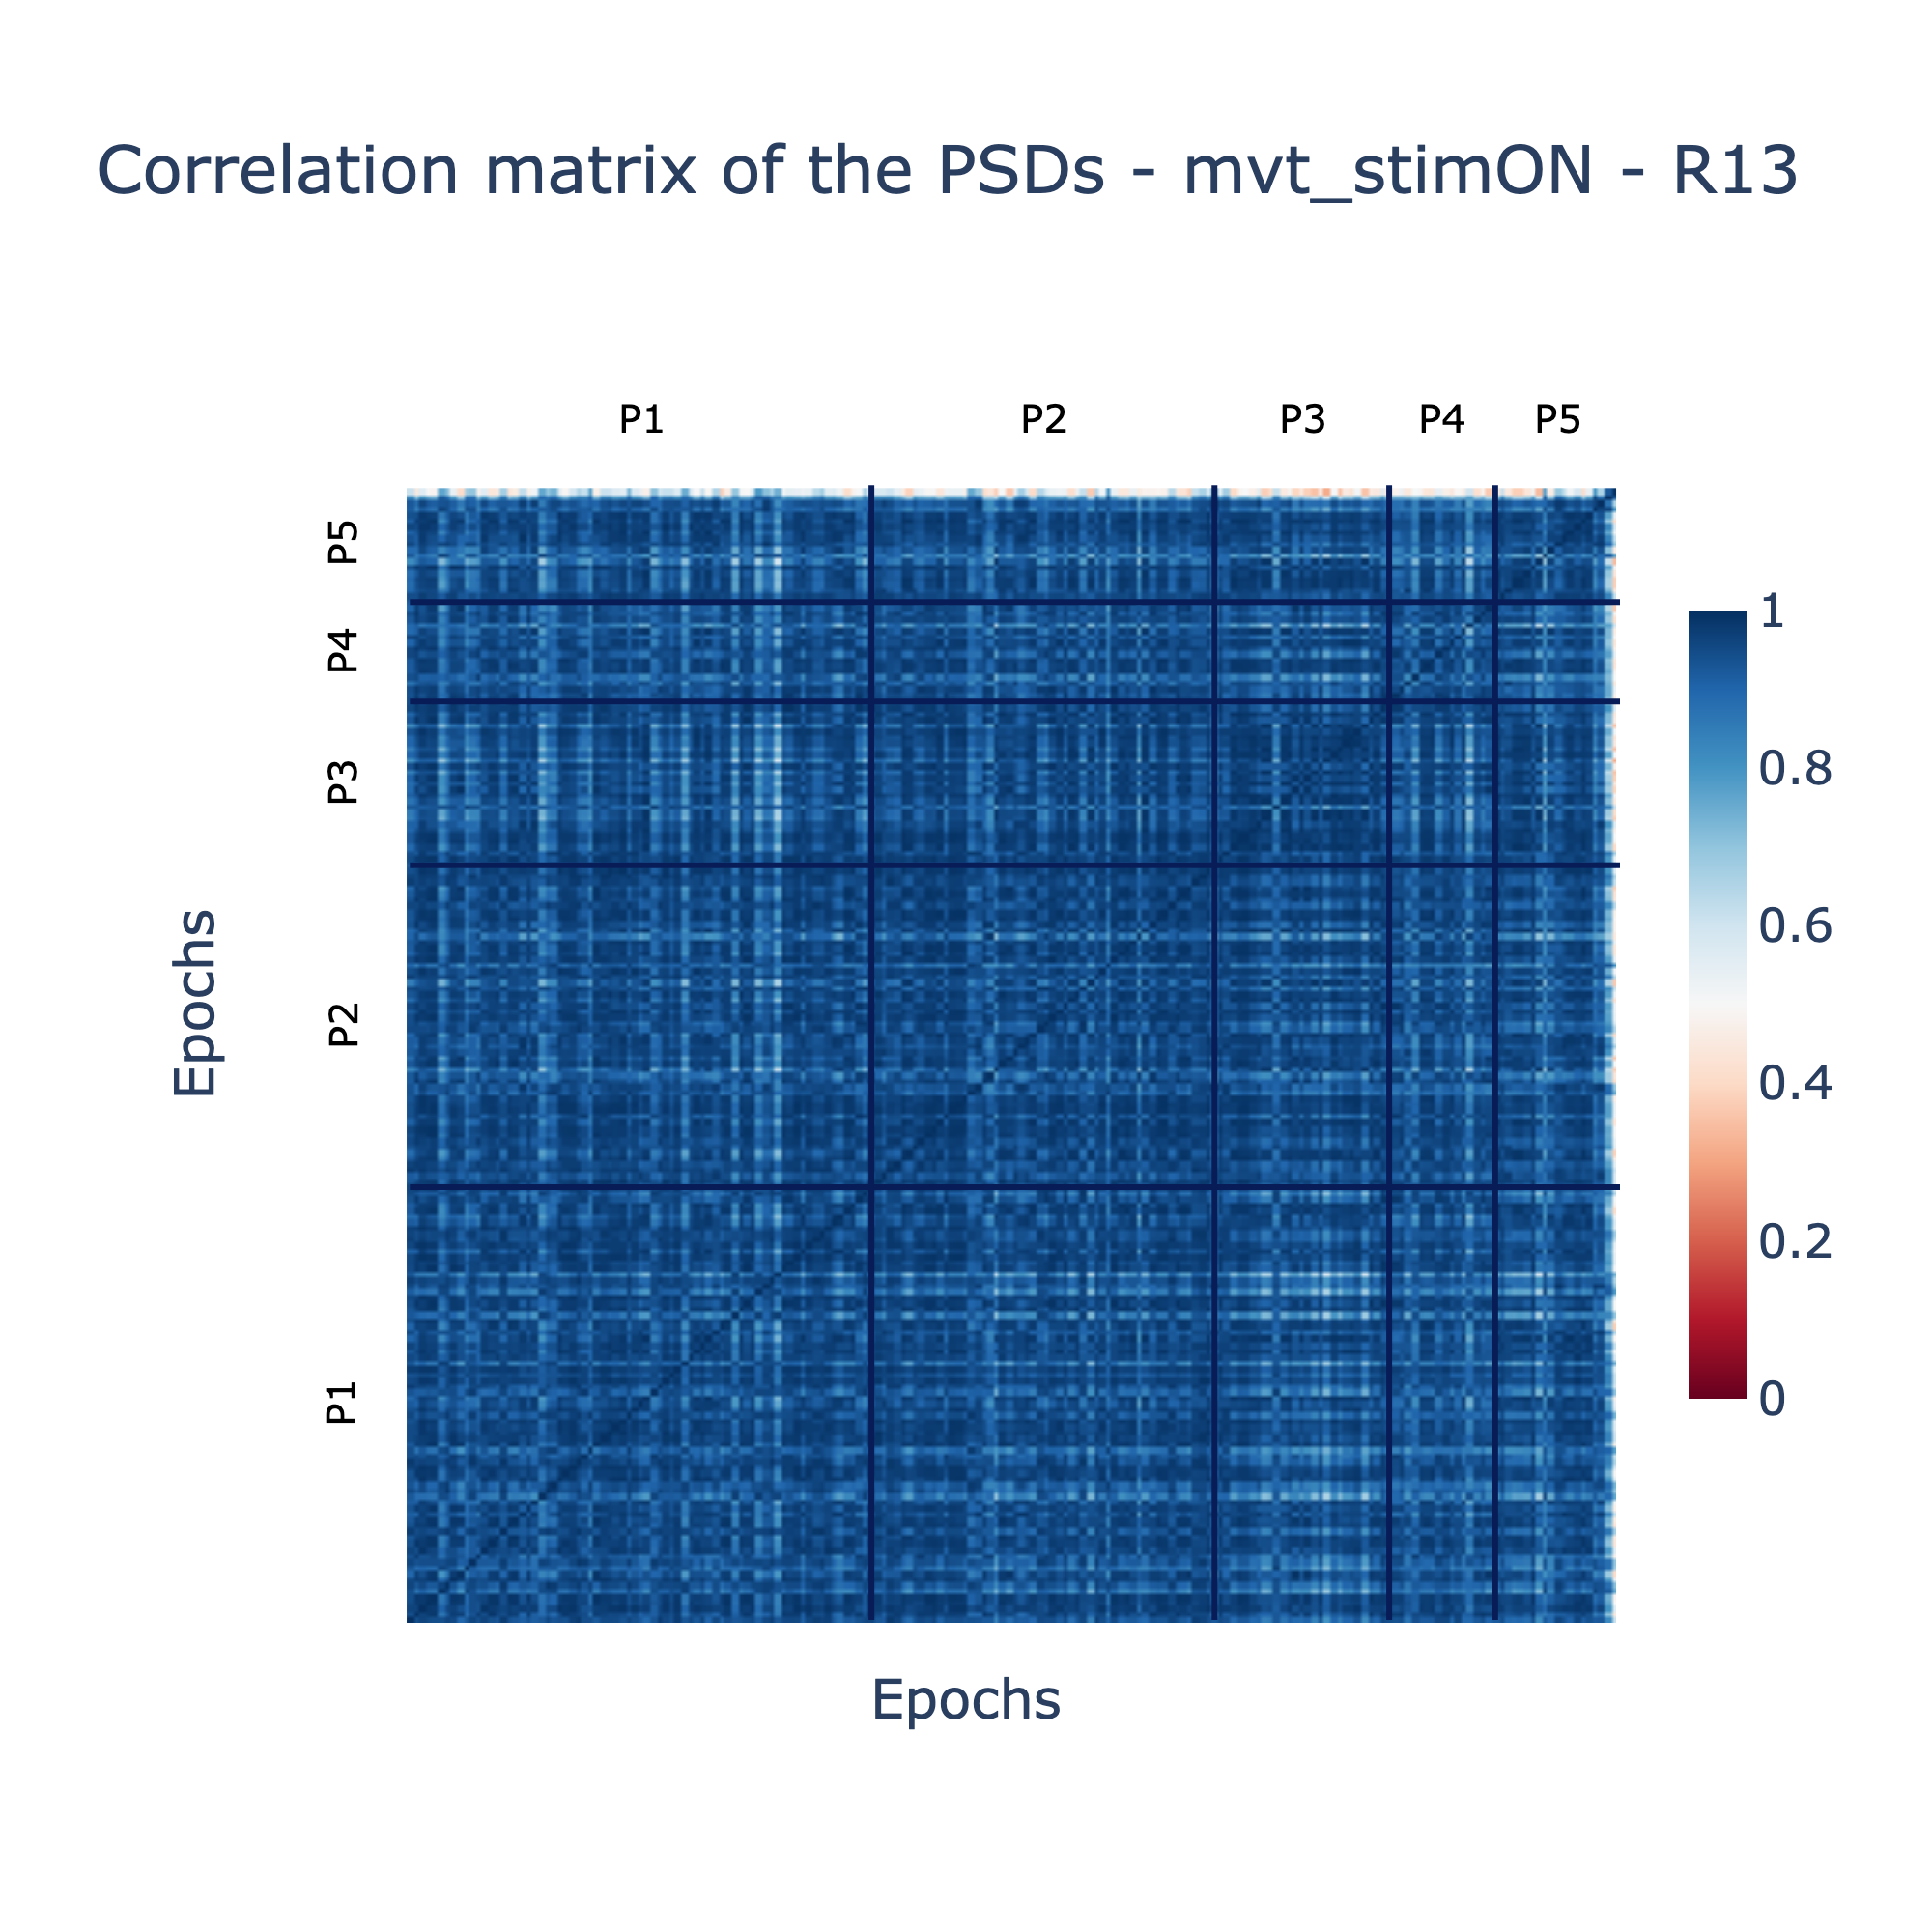 Correlation matrix of the PSDs - mvt_stimON - R13
P1 P2 P3 P4 P5
P5
P4
P3
P2
P1
Epochs
Epochs
1
0.8
0.6
0.4
0.2
0